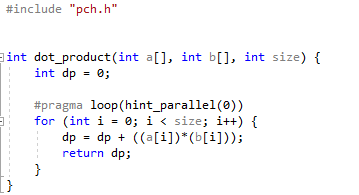 #include "pch.h"
int dot_product(int a[], int b[], int size) {
int dp = 0;
#pragma loop(hint_parallel(0))
for (int i = 0; i < size; i++) {
dp = dp + ((a[i])*(b[i]));
return dp;
}
}